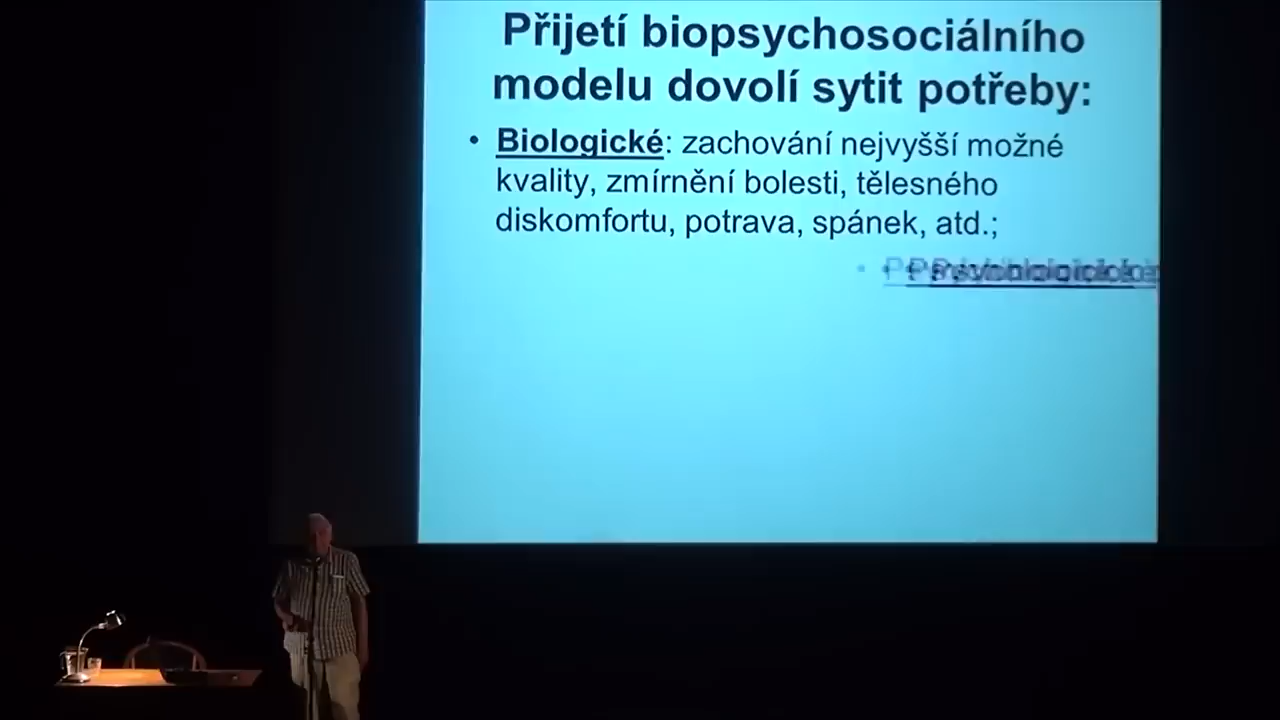 Přijetí biopsychosociálního
modelu dovolí sytit potřeby:
• Biologické: zachování nejvyšší možné
kvality, zmírnění bolesti, tělesného
diskomfortu, potrava, spánek, atd.;